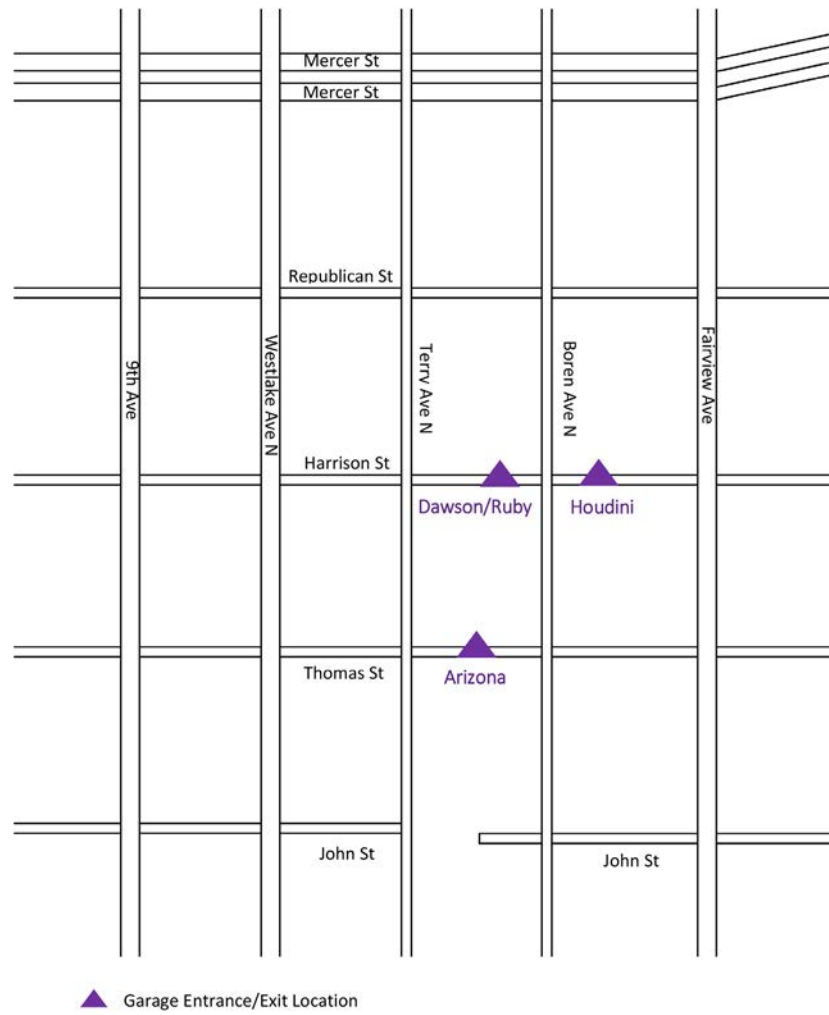 Mercer St
Mercer St
Republican St
9th Ave
Westlake Ave N
Terry Ave N
Boren Ave N
Fairview Ave
Harrison St
Dawson/Ruby
Houdini
Thomas St
Arizona
John St
John St
Garage Entrance/Exit Location